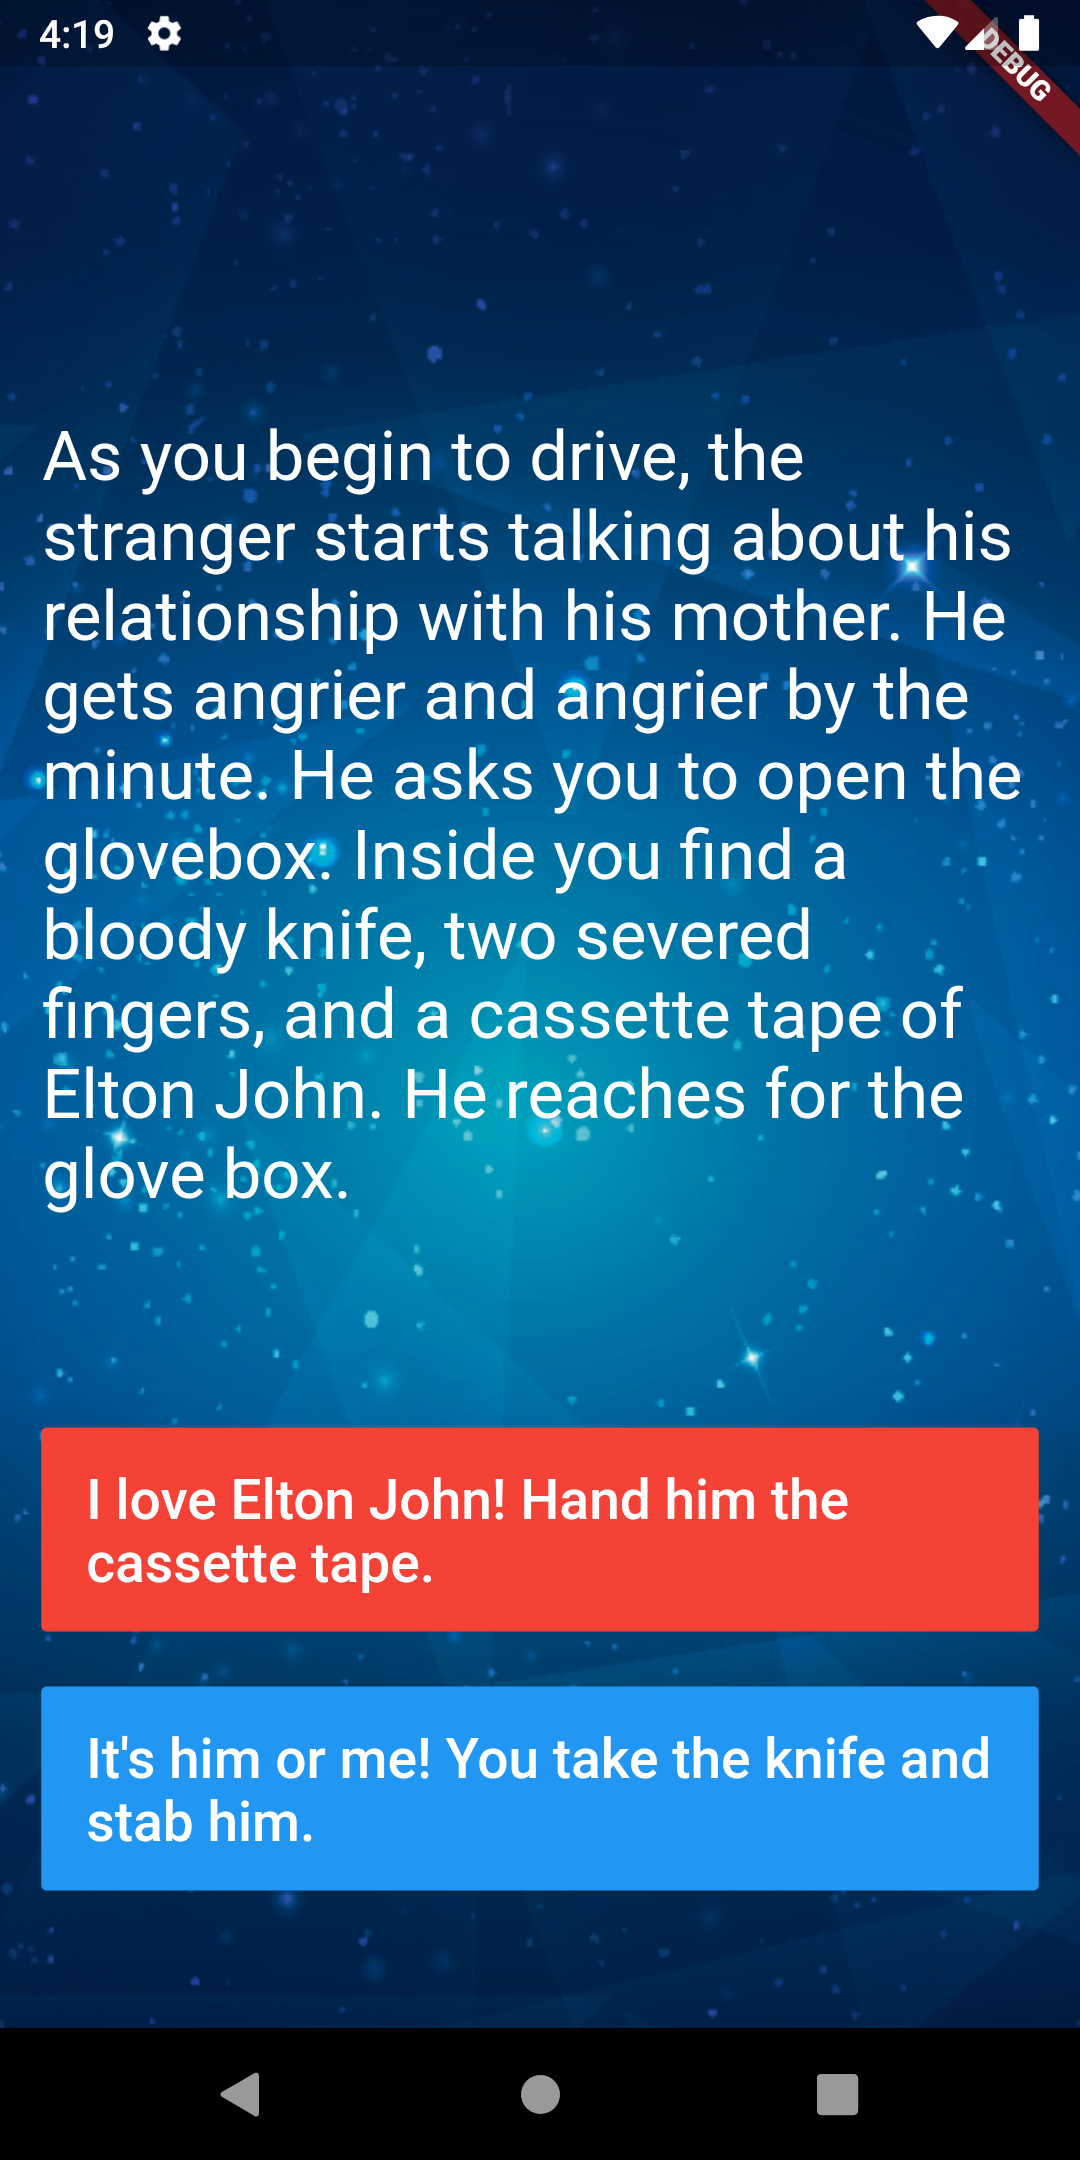 4:19
DEBUG
As you begin to drive, the
stranger starts talking about his
relationship with his mother. He
gets angrier and angrier by the
minute. He asks you to open the
glovebox. Inside you find a
bloody knife, two severed
fingers, and a cassette tape of
Elton John. He reaches for the
glove box.
I love Elton John! Hand him the
cassette tape.
It's him or me! You take the knife and
stab him.